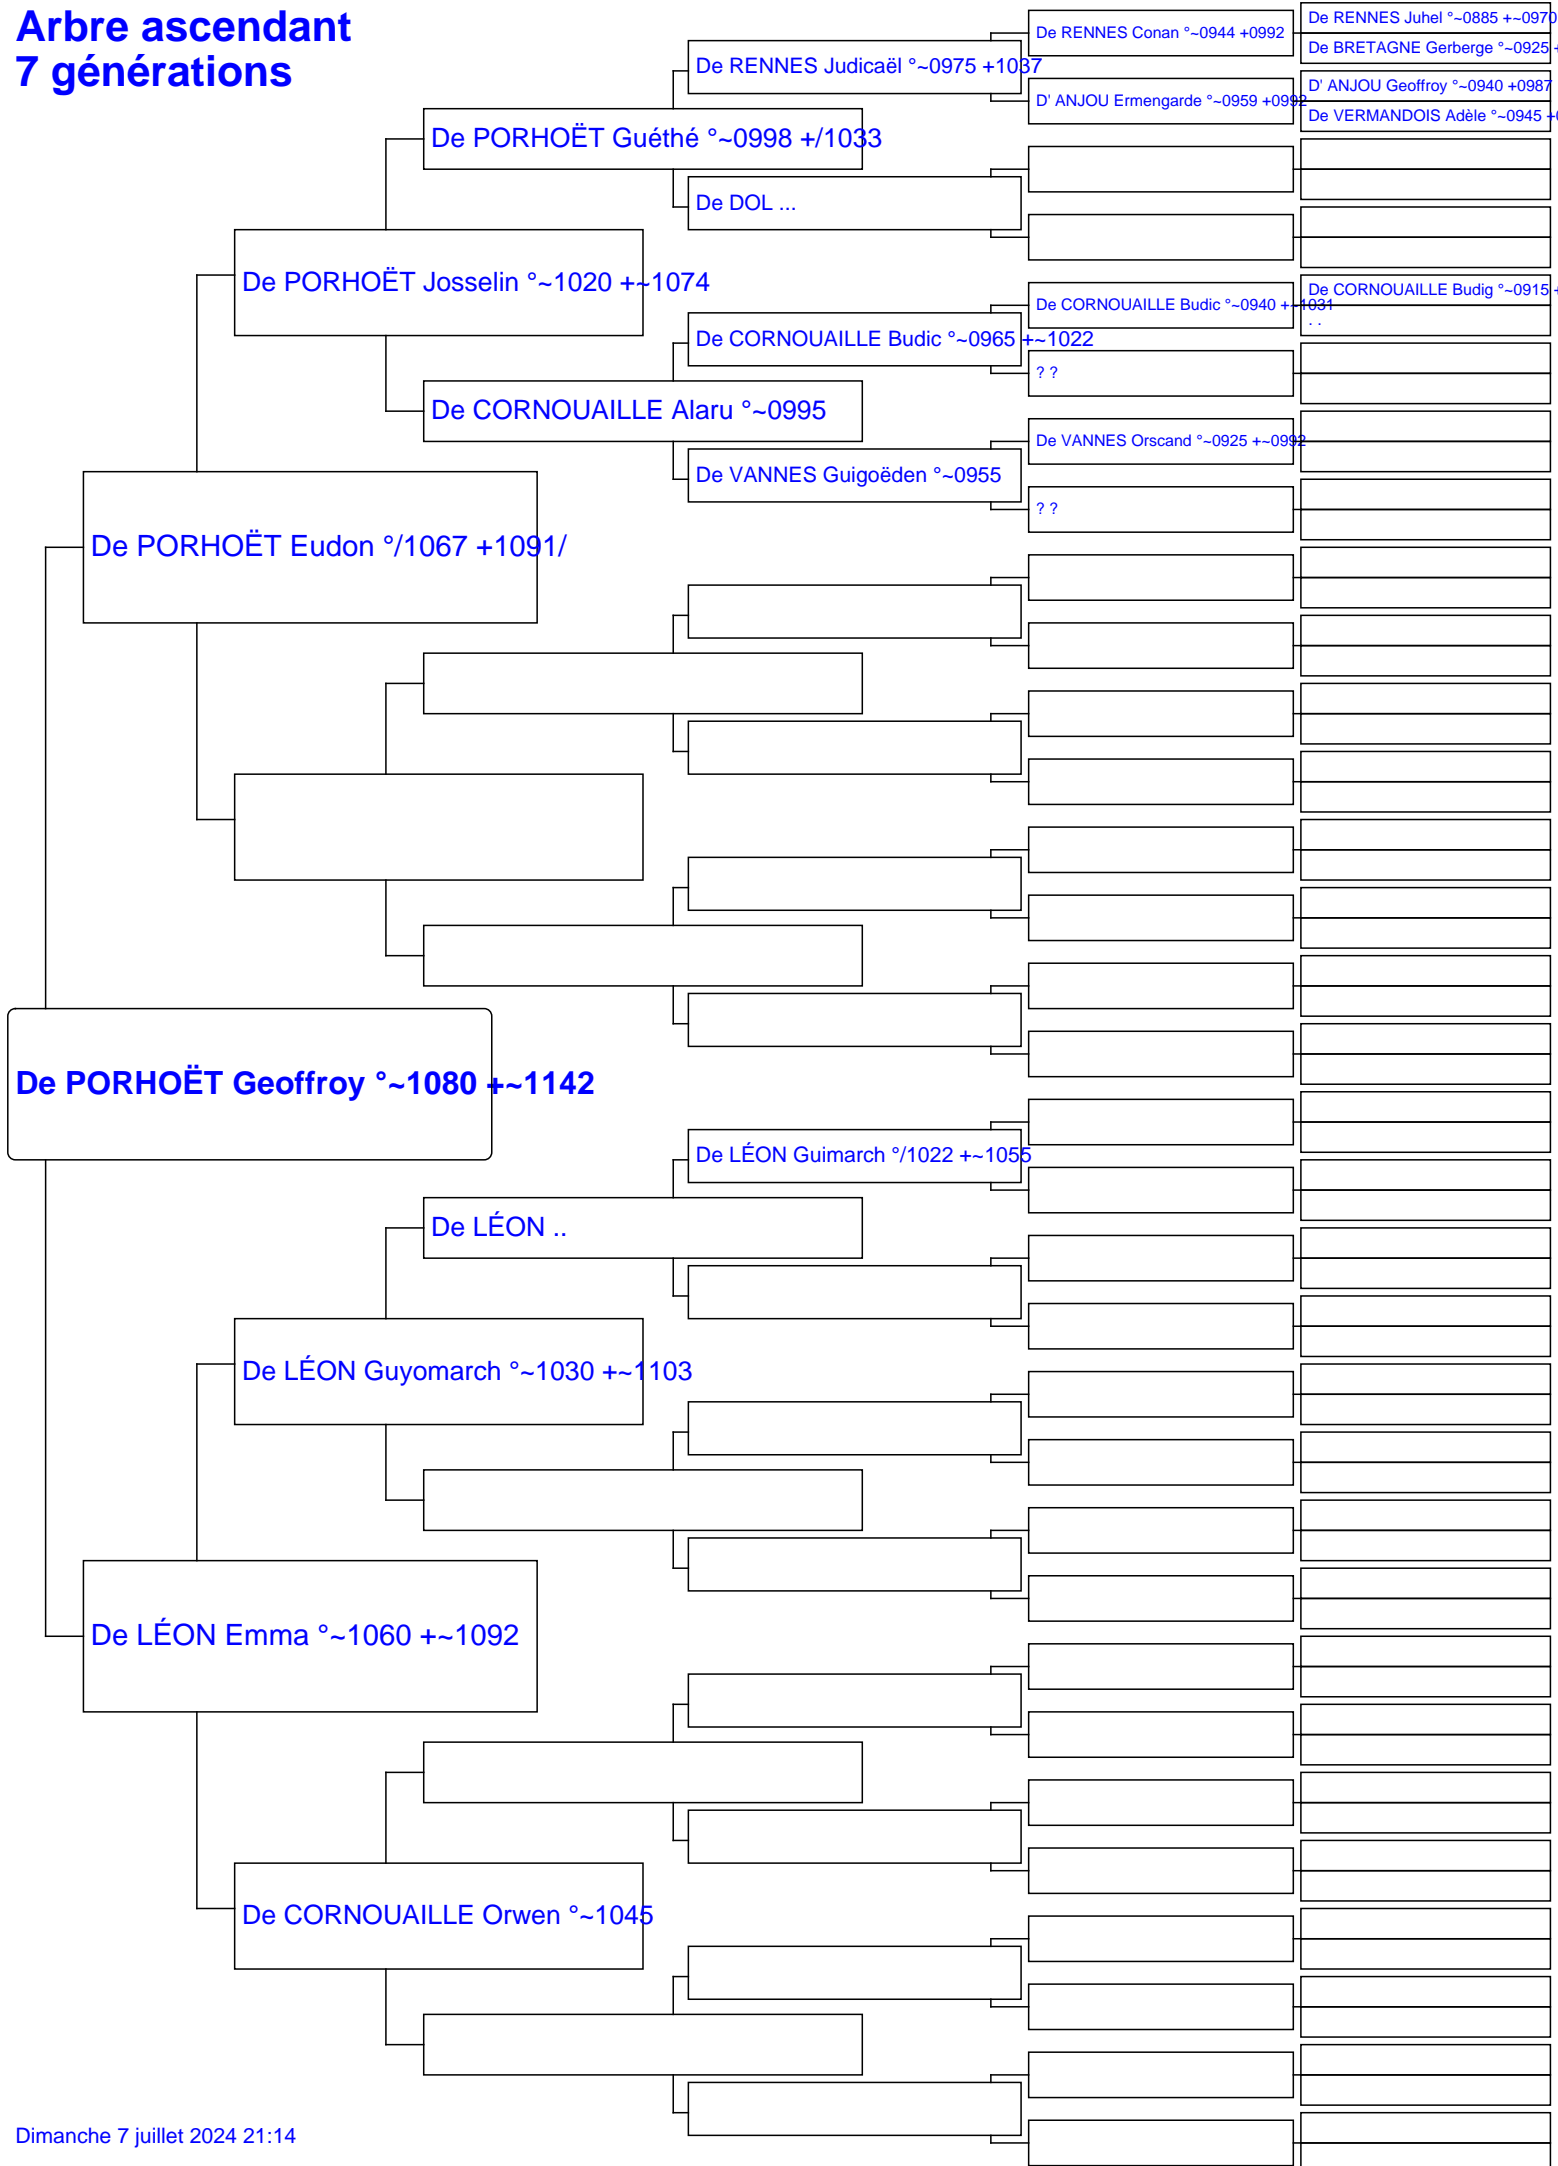 Arbre ascendant
7 générations
De RENNES Juhel °~0885 +~0970
De RENNES Conan °~0944 +0992
De BRETAGNE Gerberge °~0925 +
De RENNES Judicaël °~0975 +1037
D' ANJOU Geoffroy °~0940 +0987
D' ANJOU Ermengarde °~0959 +0992
De VERMANDOIS Adèle °~0945 +
De PORHOËT Guéthé °~0998 +/1033
De DOL ...
De PORHOËT Josselin °~1020 +~1074
De CORNOUAILLE Budig °~0915 +
De CORNOUAILLE Budic °~0940 +~1031
. .
De CORNOUAILLE Budic °~0965 +~1022
? ?
De CORNOUAILLE Alaru °~0995
De VANNES Orscand °~0925 +~0992
De VANNES Guigoëden °~0955
? ?
De PORHOËT Eudon °/1067 +1091/
De PORHOËT Geoffroy °~1080 +~1142
De LÉON Guimarch °/1022 +~1055
De LÉON ..
De LÉON Guyomarch °~1030 +~1103
De LÉON Emma °~1060 +~1092
De CORNOUAILLE Orwen °~1045
Dimanche 7 juillet 2024 21:14